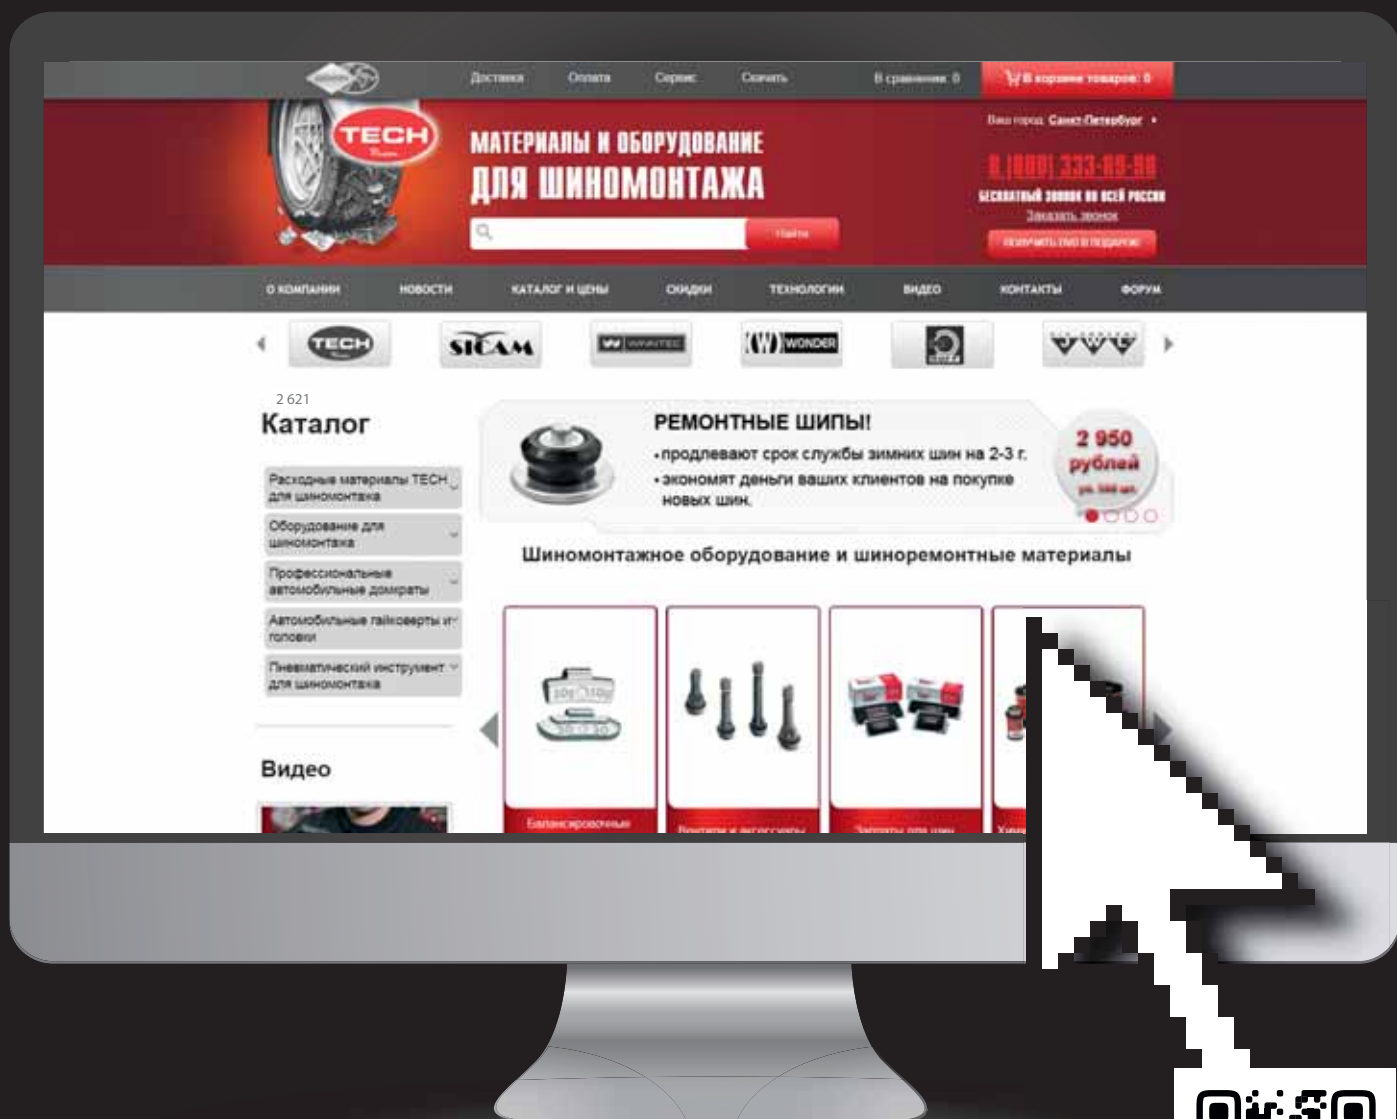 Доставка Оплата Сервис Скачать В сравнении: 0 В корзине товаров: 0
TECH
МАТЕРИАЛЫ И ОБОРУДОВАНИЕ
ДЛЯ ШИНОМОНТАЖА
Найти
Ваш город: Санкт-Петербург
БЕСПЛАТНЫЙ ЗВОНОК ПО ВСЕЙ РОССИИ
Заказать звонок
ПОЛУЧИТЬ DVD В ПОДАРОК
О КОМПАНИИ НОВОСТИ КАТАЛОГ И ЦЕНЫ СКИДКИ ТЕХНОЛОГИИ ВИДЕО КОНТАКТЫ ФОРУМ
TECH SICAM WINNTEC WONDER
2 621
Каталог
Расходные материалы TECH
для шиномонтажа
Оборудование для
шиномонтажа
Профессиональные
автомобильные домкраты
Автомобильные гайковерты и
головки
Пневматический инструмент
для шиномонтажа
Видео
РЕМОНТНЫЕ ШИПЫ!
•продлевают срок службы зимних шин на 2-3 г.
•экономят деньги ваших клиентов на покупке
новых шин.
2 950
рублей
Шиномонтажное оборудование и шиноремонтные материалы
Балансировочные
Вентили и аксессуары
Заплаты для шин